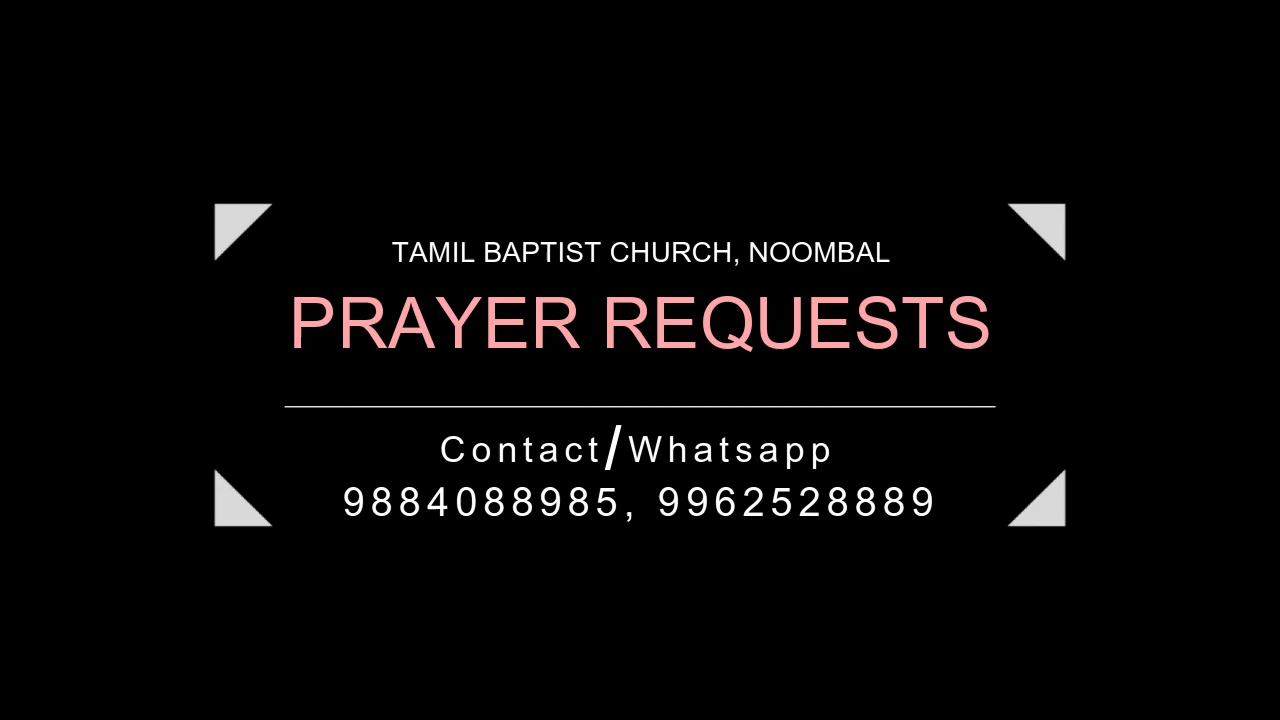 TAMIL BAPTIST CHURCH, NOOMBAL
PRAYER REQUESTS
Contact/Whatsapp
9884088985, 9962528889